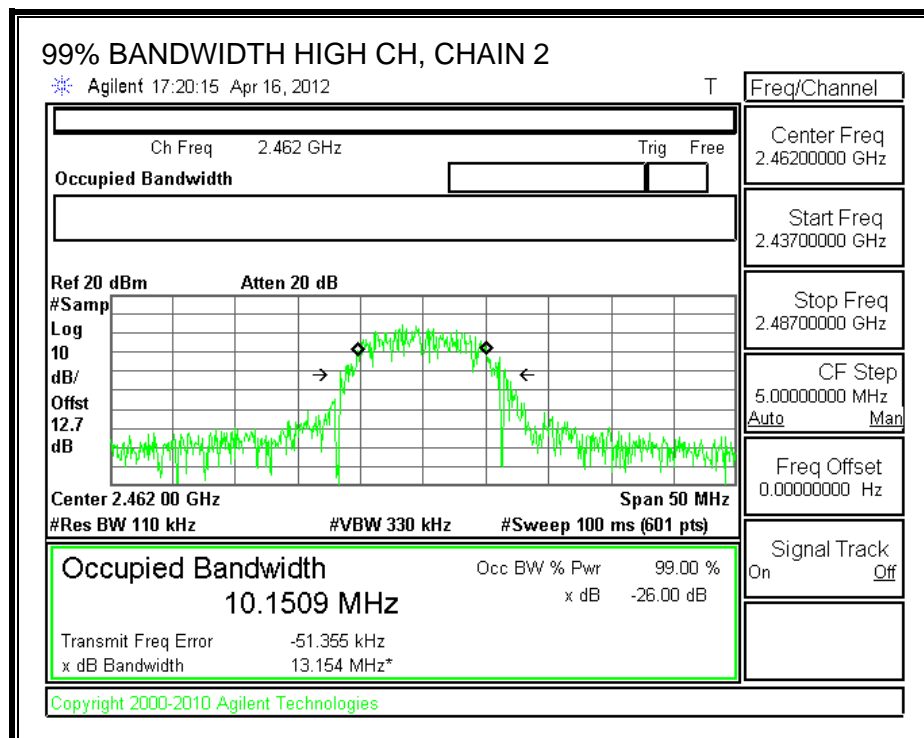 99% BANDWIDTH HIGH CH, CHAIN 2
Agilent 17:20:15 Apr 16, 2012 T
Freq/Channel
Ch Freq 2.462 GHz Trig Free
Occupied Bandwidth
Center Freq
2.46200000 GHz
Start Freq
2.43700000 GHz
Stop Freq
2.48700000 GHz
CF Step
5.00000000 MHz
Auto Man
Freq Offset
0.00000000 Hz
Signal Track
On Off
Ref 20 dBm Atten 20 dB
#Samp
Log
10
dB/
Offst
12.7
dB
Center 2.462 00 GHz Span 50 MHz
#Res BW 110 kHz #VBW 330 kHz #Sweep 100 ms (601 pts)
Occupied Bandwidth Occ BW % Pwr 99.00 %
10.1509 MHz x dB -26.00 dB
Transmit Freq Error -51.355 kHz
x dB Bandwidth 13.154 MHz*
Copyright 2000-2010 Agilent Technologies